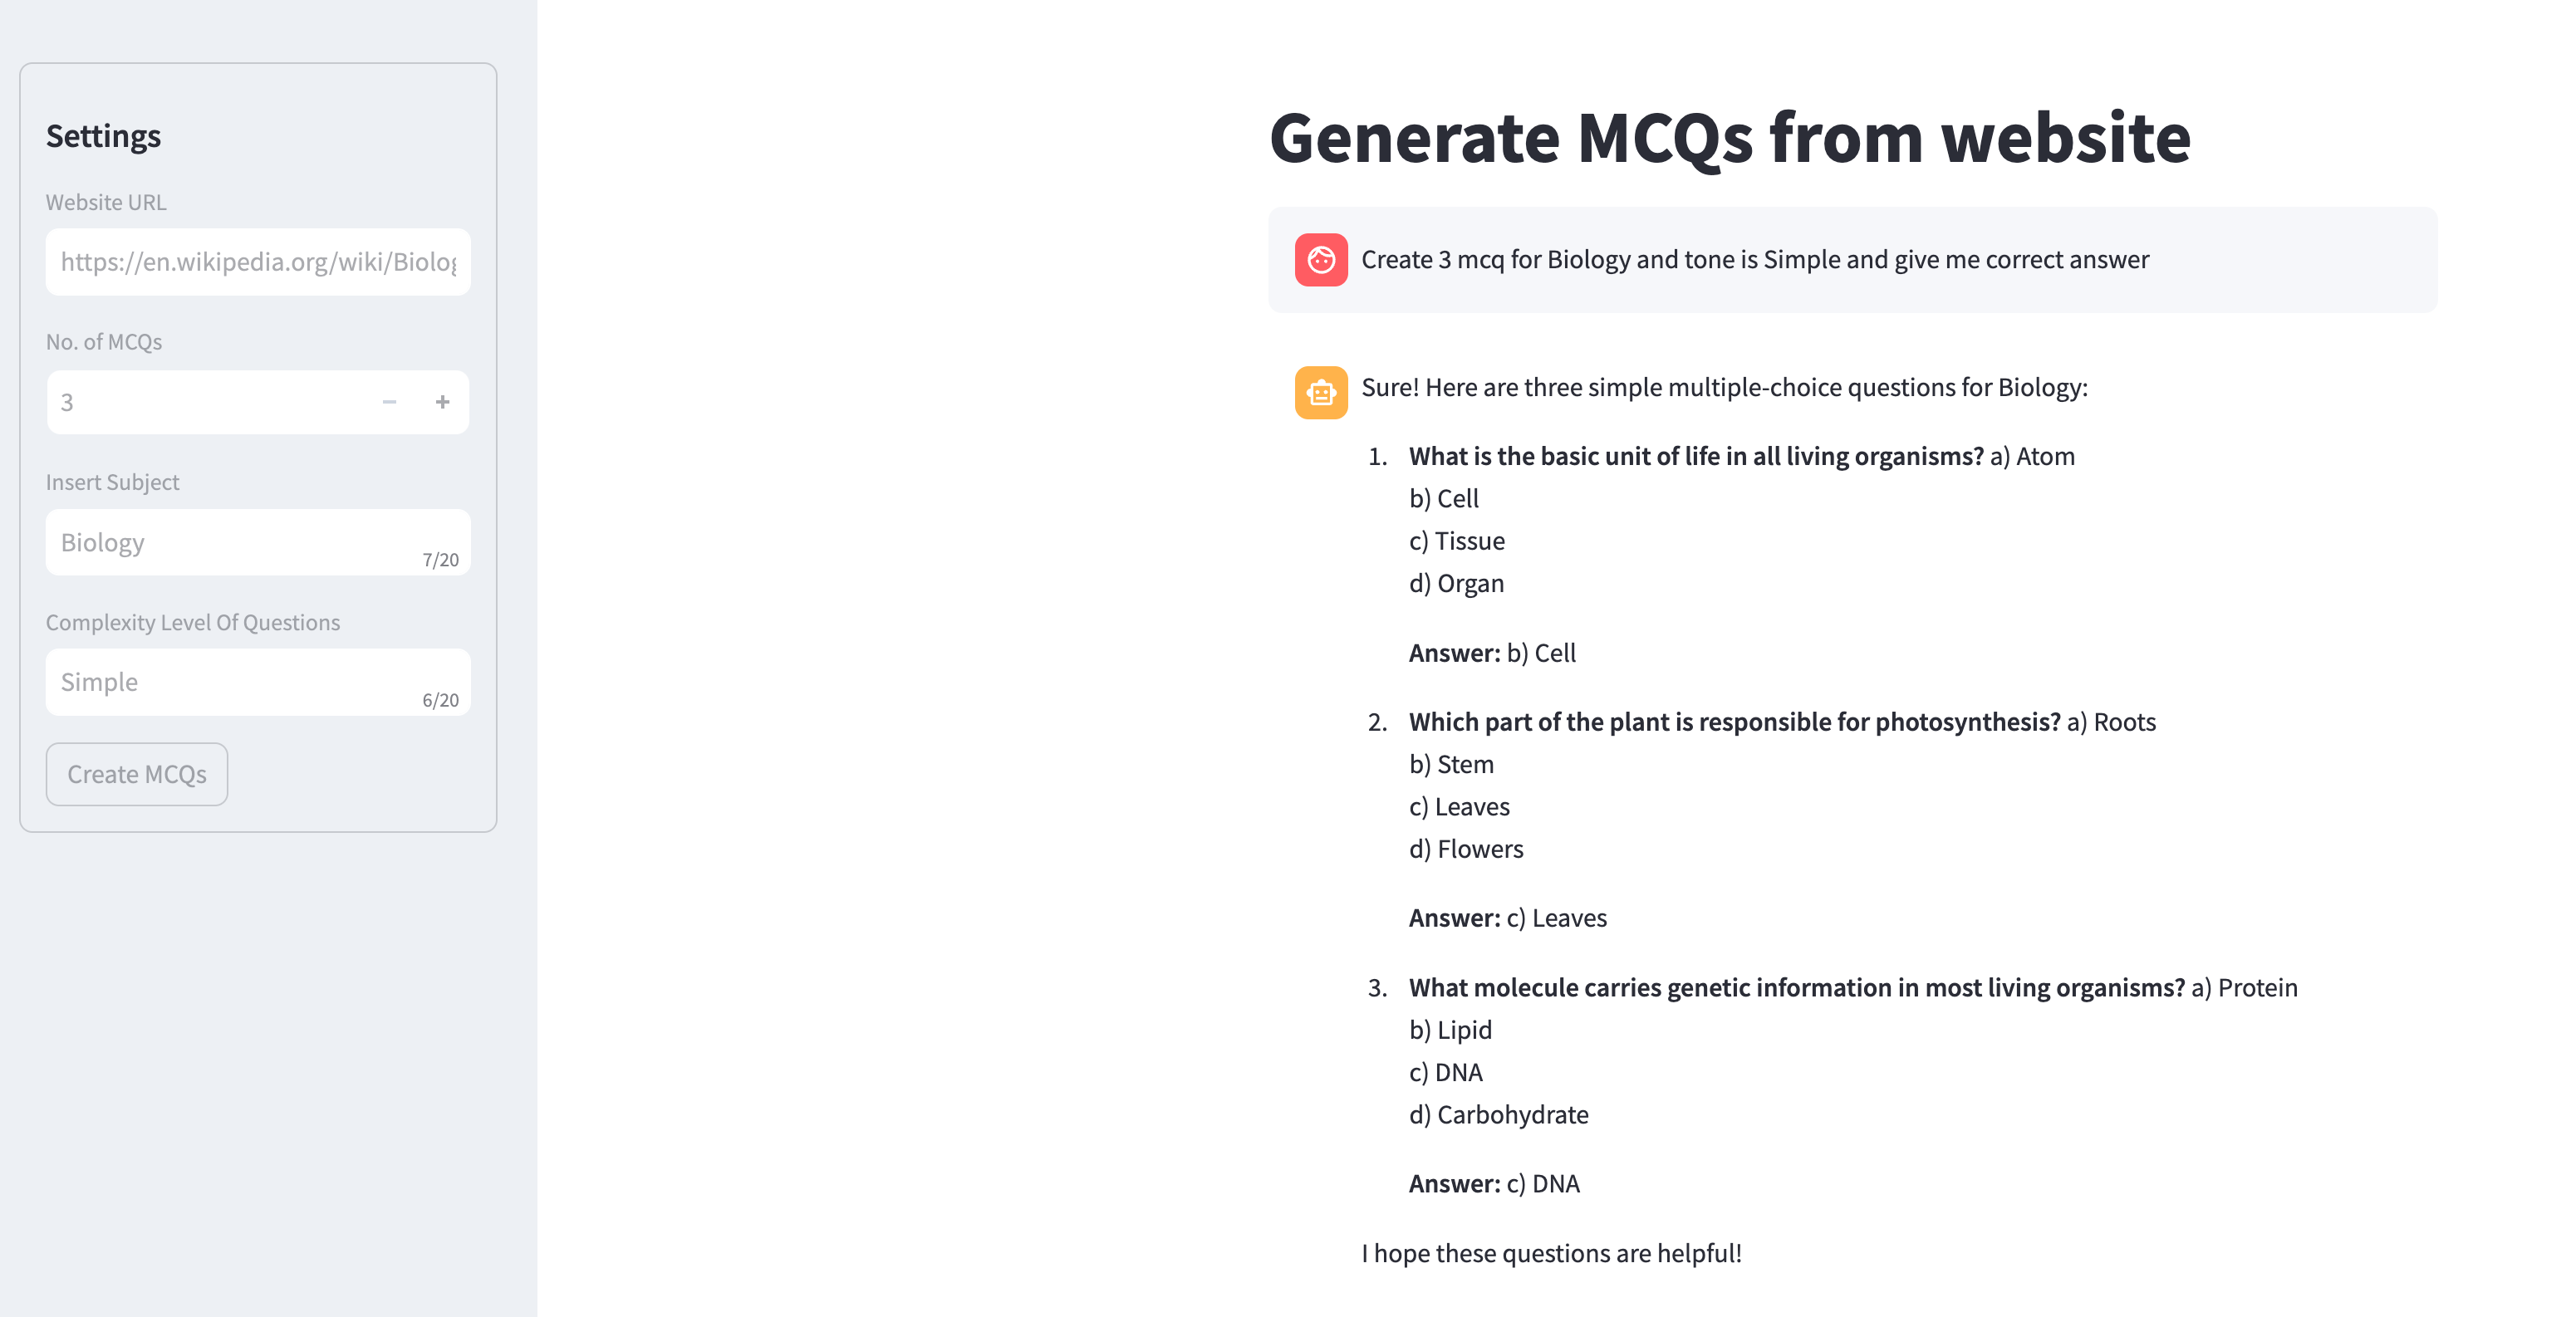 Settings
Website URL
https://en.wikipedia.org/wiki/Biolog
No. of MCQs
3
Insert Subject
Biology
7/20
Complexity Level Of Questions
Simple
6/20
Create MCQs
Generate MCQs from website
Create 3 mcq for Biology and tone is Simple and give me correct answer
Sure! Here are three simple multiple-choice questions for Biology:
1. What is the basic unit of life in all living organisms? a) Atom
b) Cell
c) Tissue
d) Organ
Answer: b) Cell
2. Which part of the plant is responsible for photosynthesis? a) Roots
b) Stem
c) Leaves
d) Flowers
Answer: c) Leaves
3. What molecule carries genetic information in most living organisms? a) Protein
b) Lipid
c) DNA
d) Carbohydrate
Answer: c) DNA
I hope these questions are helpful!